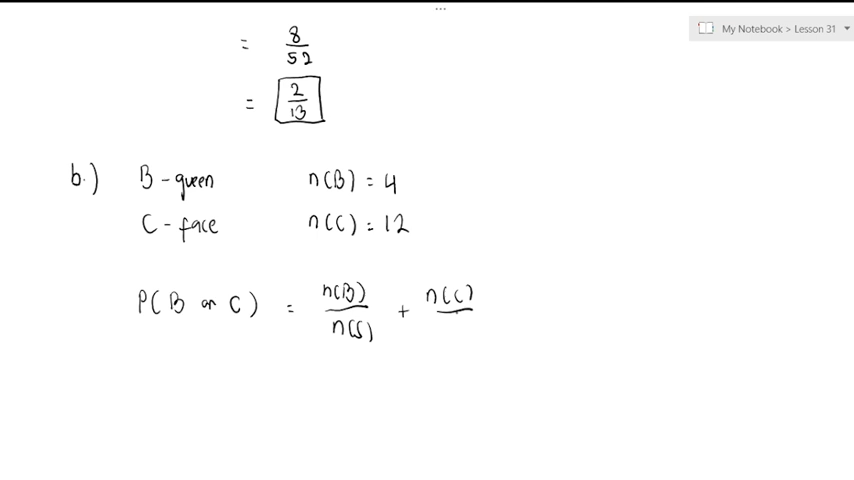 ...
My Notebook > Lesson 31
= 8/52
= 2/13
b.) B - queen n(B) = 4
C - face n(C) = 12
P(B or C) = n(B)/n(S) + n(C)